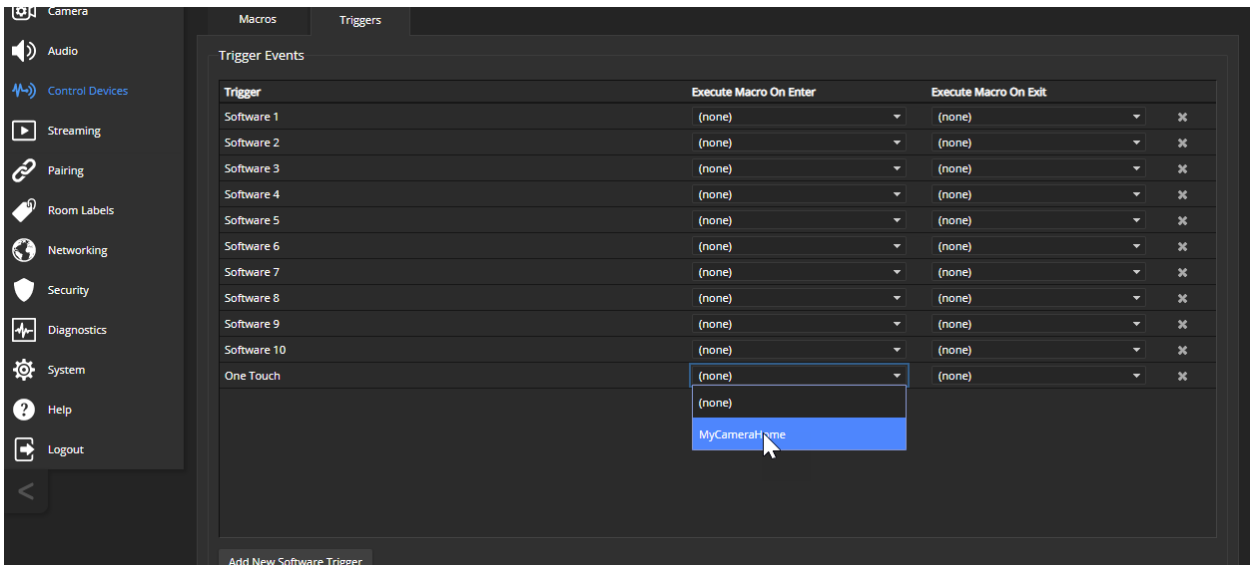 Camera
Audio
Control Devices
Streaming
Pairing
Room Labels
Networking
Security
Diagnostics
System
Help
Logout
<
Macros Triggers
Trigger Events
Trigger Execute Macro On Enter Execute Macro On Exit
Software 1 (none) (none)
Software 2 (none) (none)
Software 3 (none) (none)
Software 4 (none) (none)
Software 5 (none) (none)
Software 6 (none) (none)
Software 7 (none) (none)
Software 8 (none) (none)
Software 9 (none) (none)
Software 10 (none) (none)
One Touch (none) (none)
(none)
MyCameraHome
Add New Software Trigger